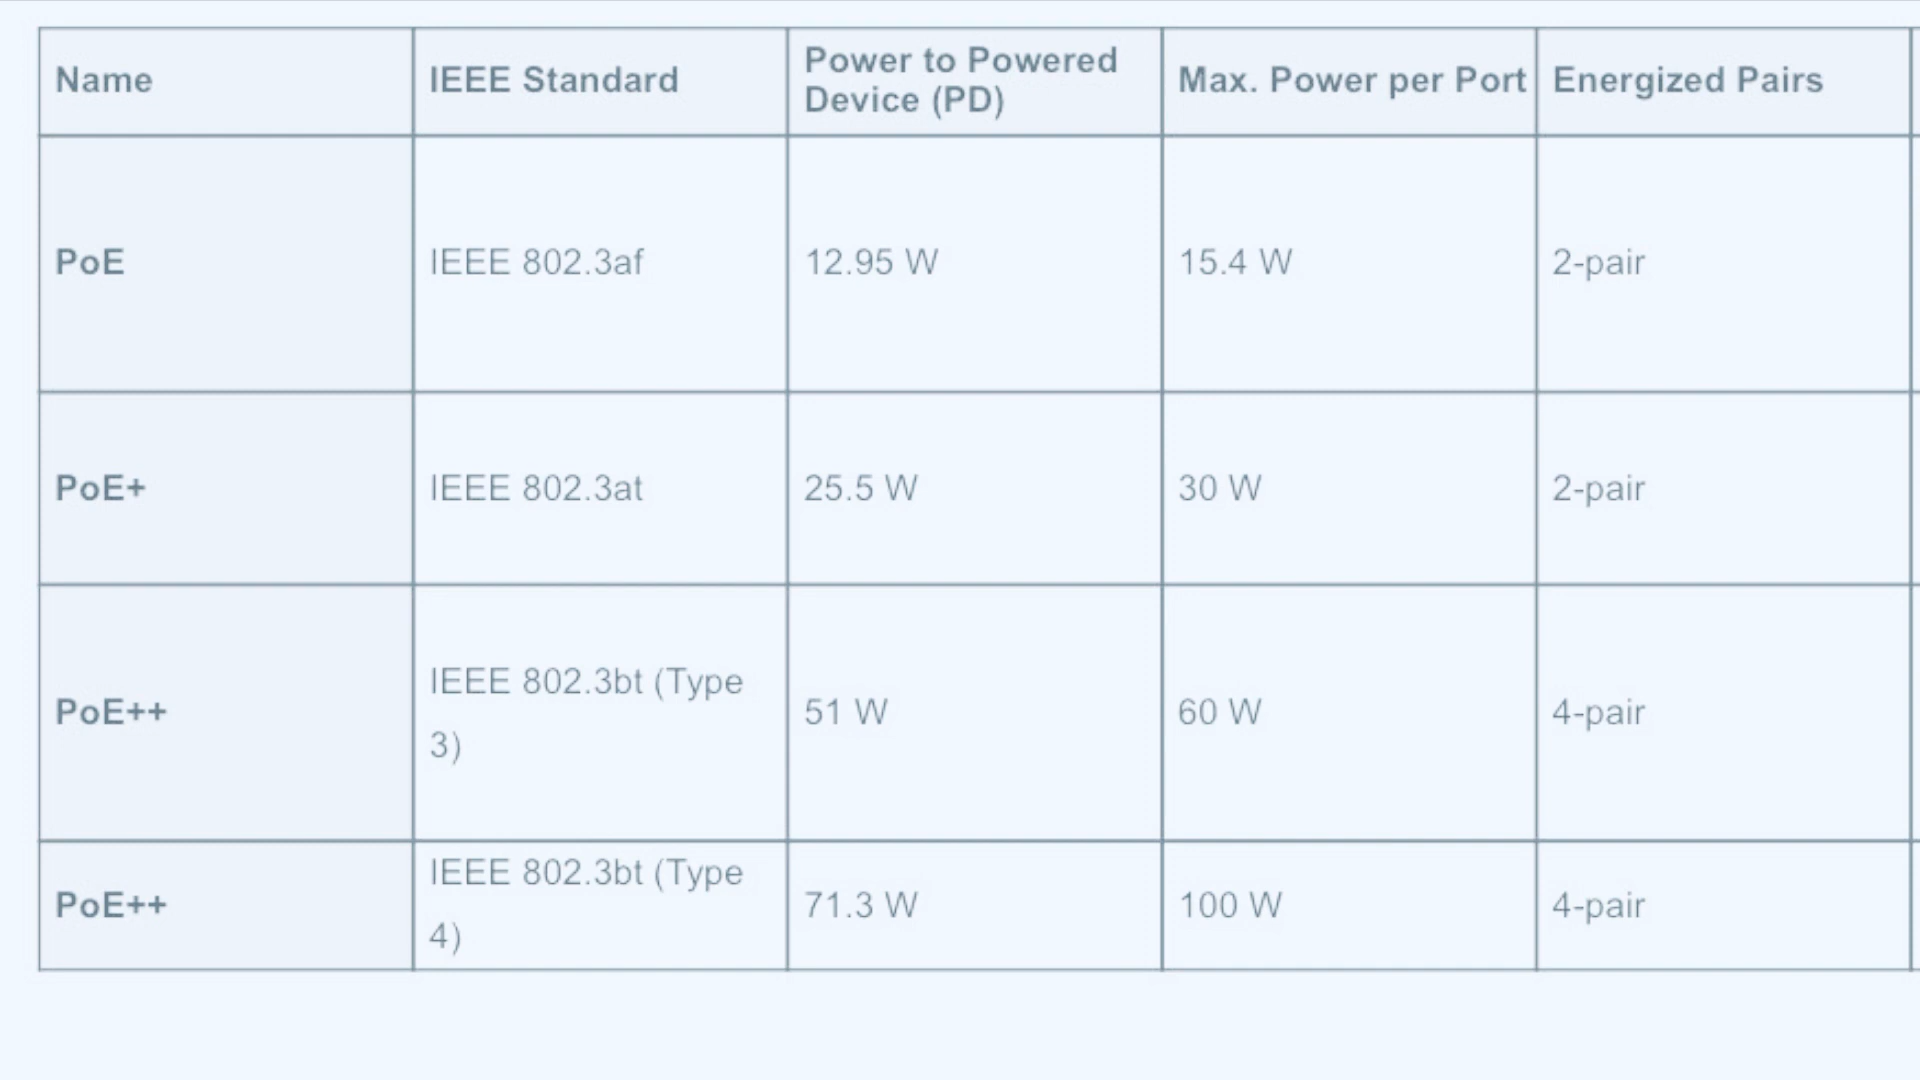 Name
IEEE Standard
Power to Powered
Device (PD)
Max. Power per Port
Energized Pairs
PoE
IEEE 802.3af
12.95 W
15.4 W
2-pair
PoE+
IEEE 802.3at
25.5 W
30 W
2-pair
PoE++
IEEE 802.3bt (Type
3)
51 W
60 W
4-pair
PoE++
IEEE 802.3bt (Type
4)
71.3 W
100 W
4-pair